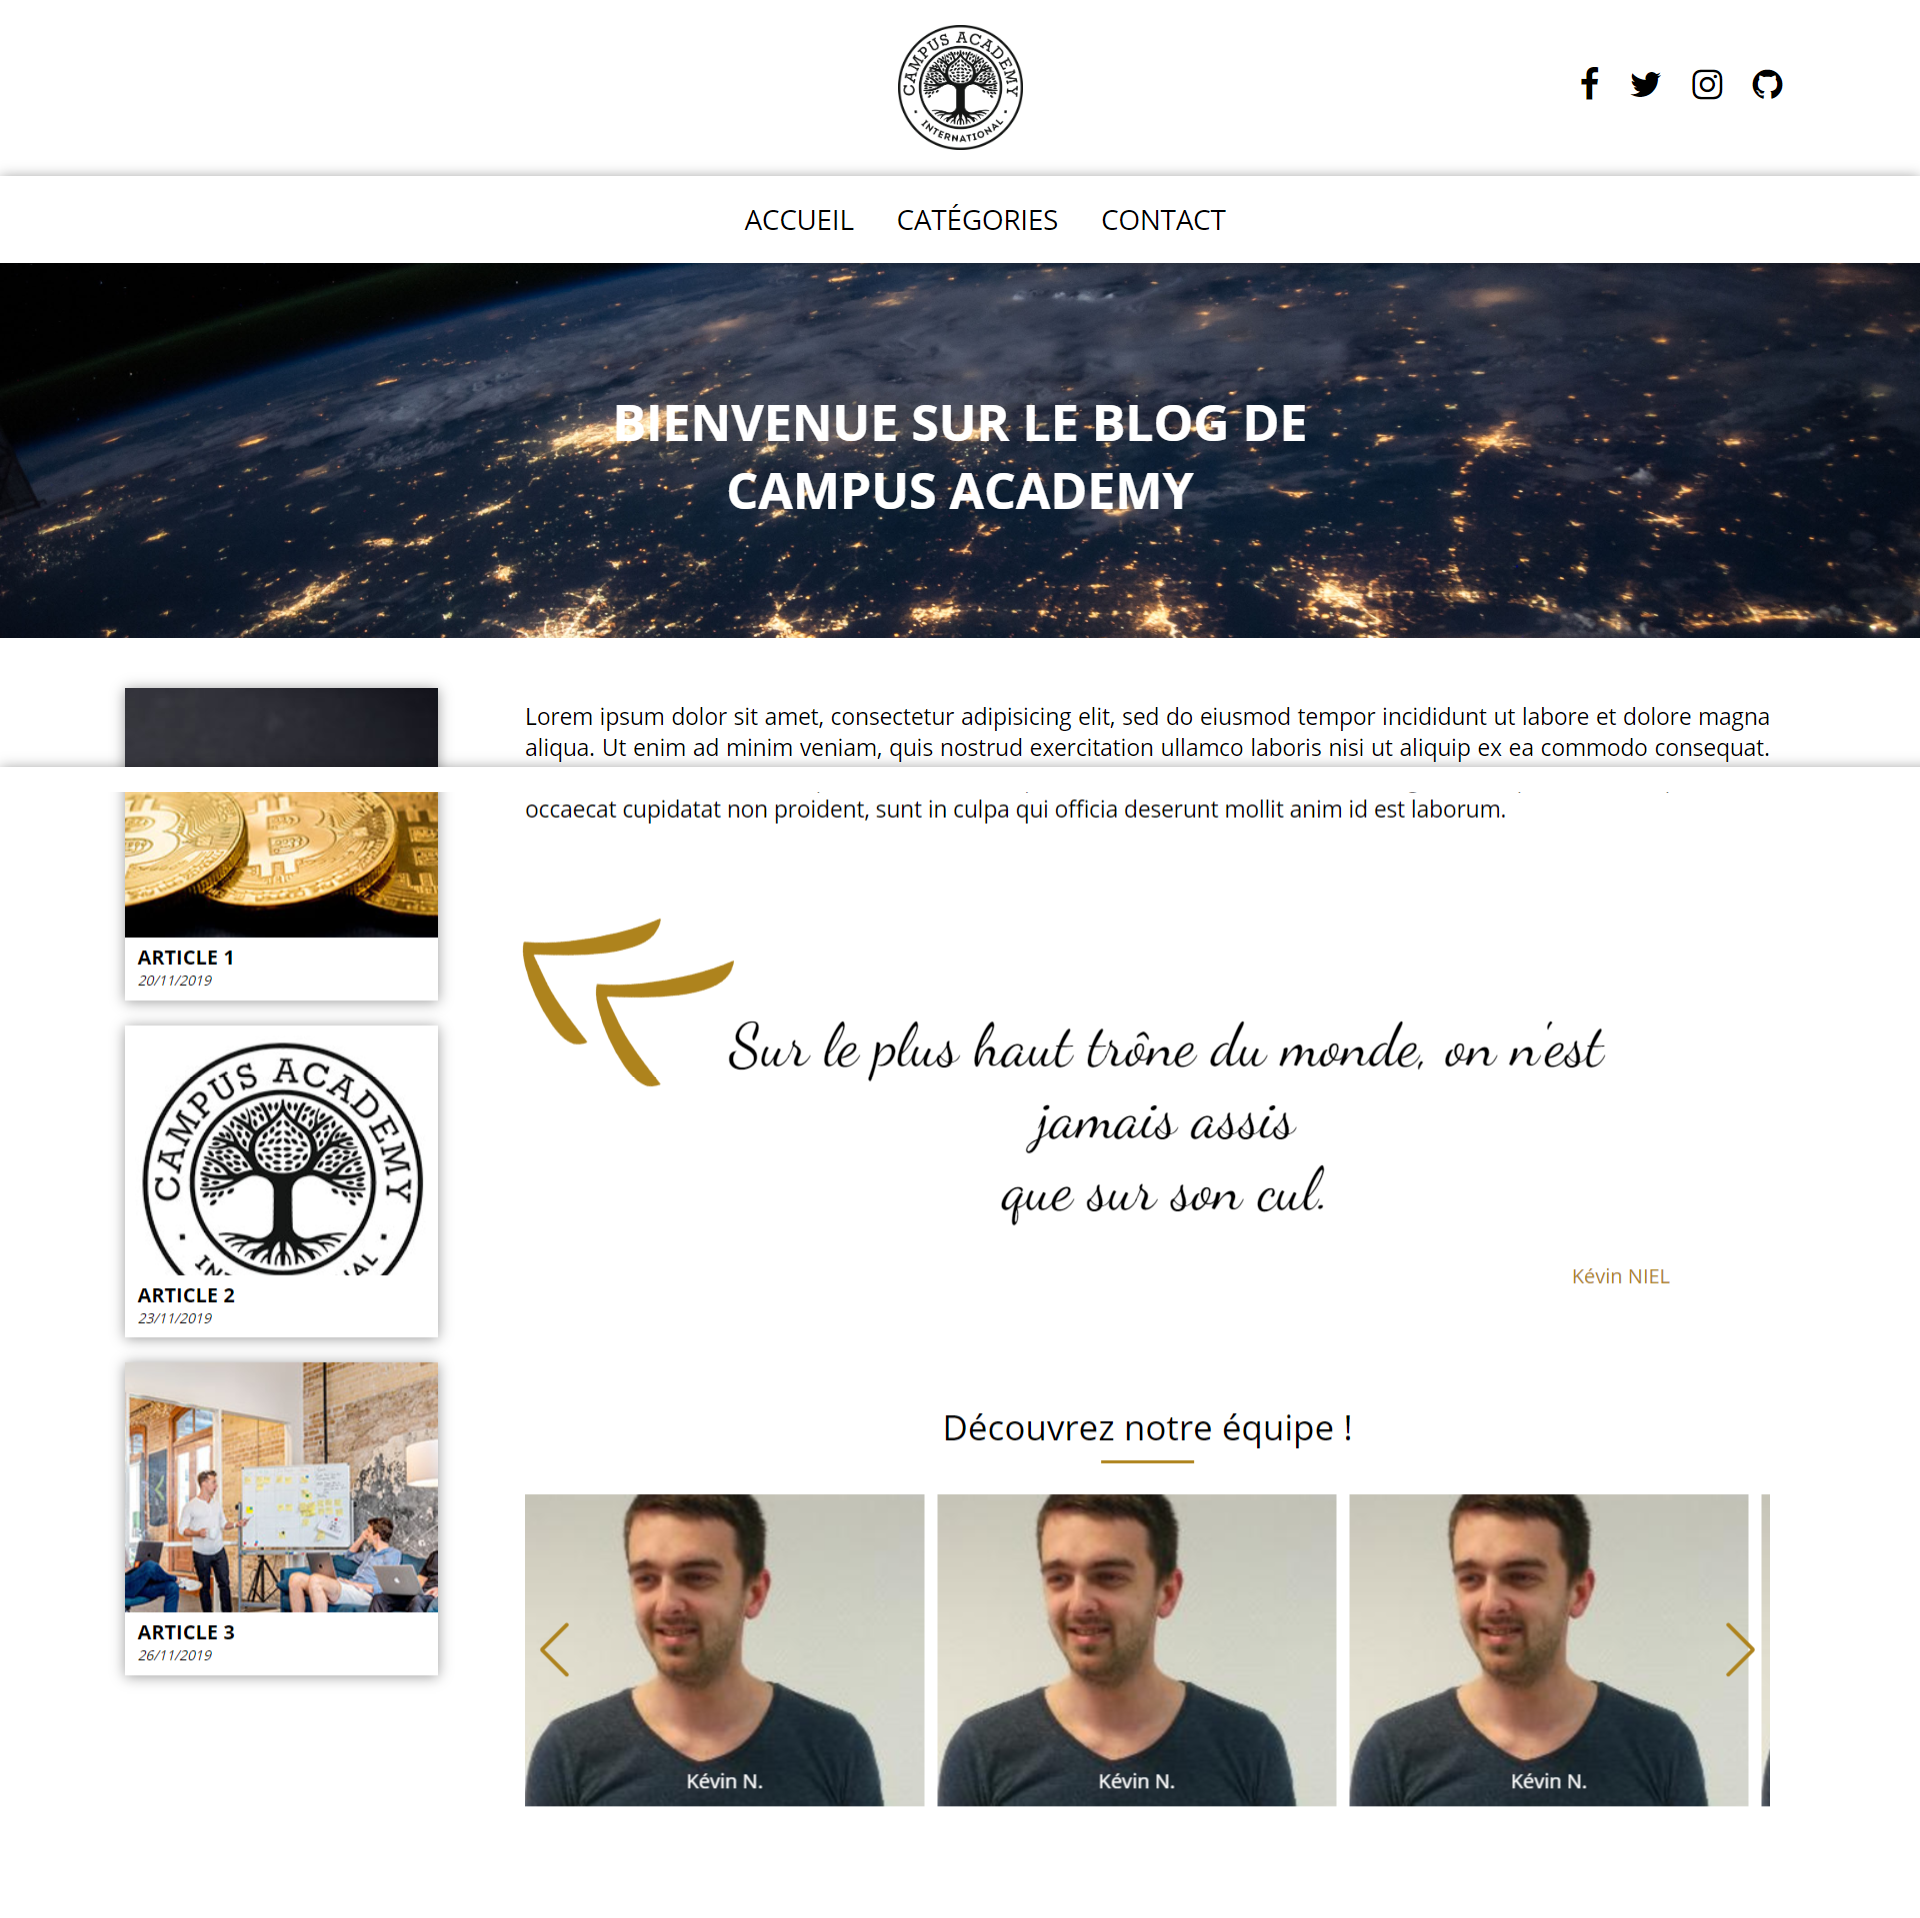 CAMPUS ACADEMY
INTERNATIONAL
ACCUEIL CATÉGORIES CONTACT
BIENVENUE SUR LE BLOG DE
CAMPUS ACADEMY
Lorem ipsum dolor sit amet, consectetur adipisicing elit, sed do eiusmod tempor incididunt ut labore et dolore magna
aliqua. Ut enim ad minim veniam, quis nostrud exercitation ullamco laboris nisi ut aliquip ex ea commodo consequat.
occaecat cupidatat non proident, sunt in culpa qui officia deserunt mollit anim id est laborum.
ARTICLE 1
20/11/2019
Sur le plus haut trône du monde, on n'est
jamais assis
que sur son cul.
Kévin NIEL
CAMPUS ACADEMY
ARTICLE 2
23/11/2019
ARTICLE 3
26/11/2019
Découvrez notre équipe !
Kévin N. Kévin N. Kévin N.